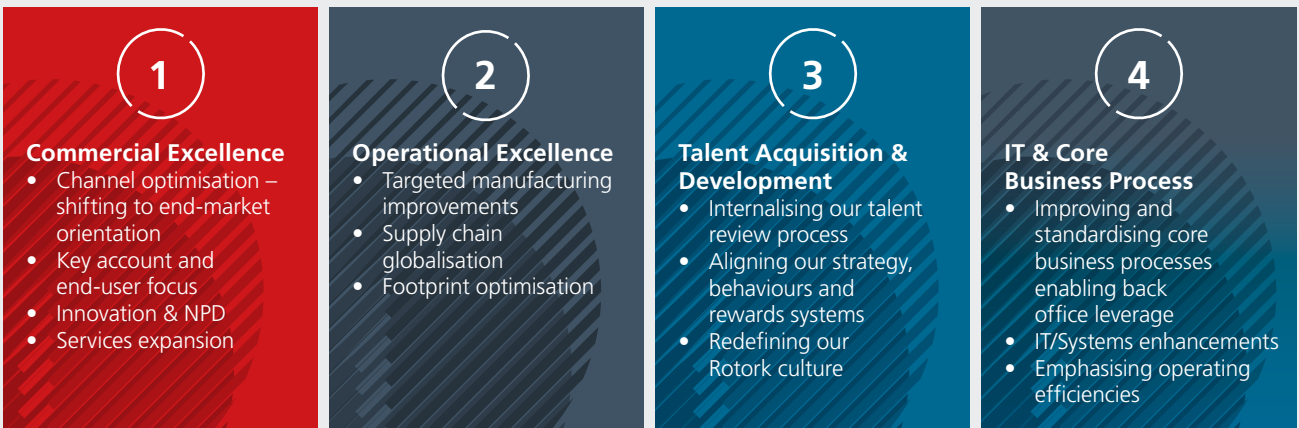 1
Commercial Excellence
• Channel optimisation –
shifting to end-market
orientation
• Key account and
end-user focus
• Innovation & NPD
• Services expansion
2
Operational Excellence
• Targeted manufacturing
improvements
• Supply chain
globalisation
• Footprint optimisation
3
Talent Acquisition &
Development
• Internalising our talent
review process
• Aligning our strategy,
behaviours and
rewards systems
• Redefining our
Rotork culture
4
IT & Core
Business Process
• Improving and
standardising core
business processes
enabling back
office leverage
• IT/Systems enhancements
• Emphasising operating
efficiencies